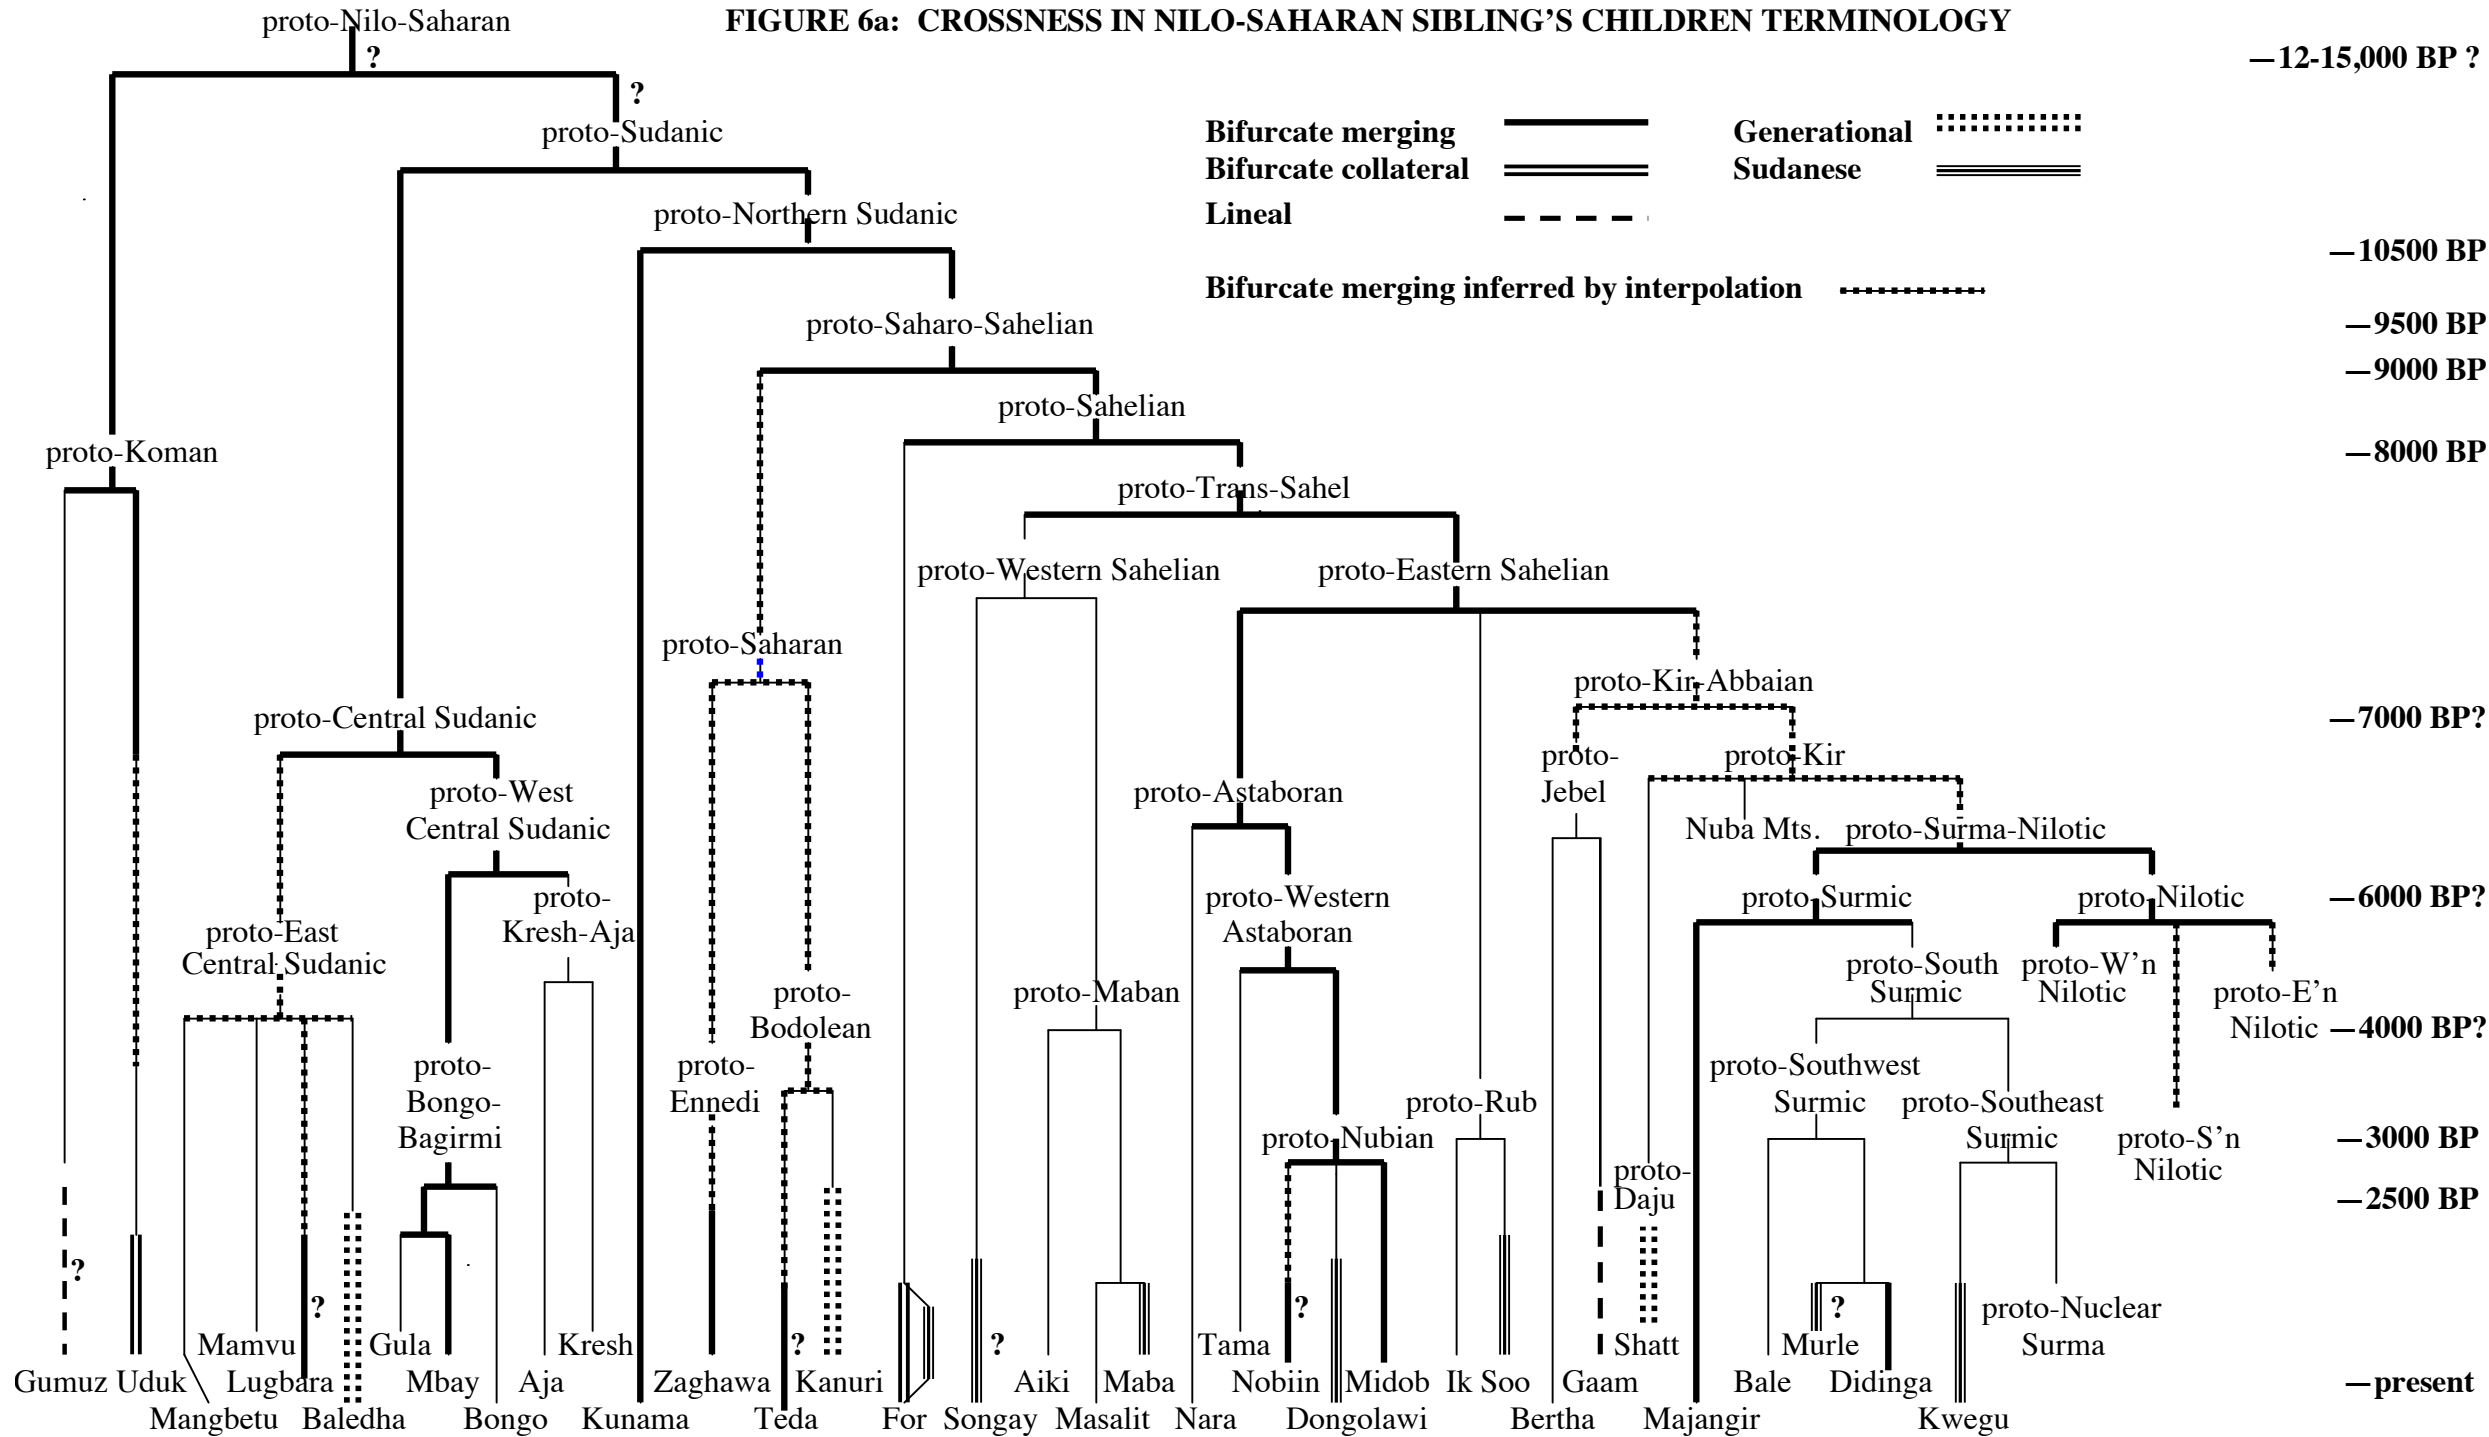 proto-Nilo-Saharan
FIGURE 6a: CROSSNESS IN NILO-SAHARAN SIBLING’S CHILDREN TERMINOLOGY
?
—12-15,000 BP ?
?
proto-Sudanic
Bifurcate merging
Generational
Bifurcate collateral
Sudanese
proto-Northern Sudanic
Lineal
—10500 BP
Bifurcate merging inferred by interpolation
proto-Saharo-Sahelian
—9500 BP
—9000 BP
proto-Sahelian
proto-Koman
—8000 BP
proto-Trans-Sahel
proto-Western Sahelian
proto-Eastern Sahelian
proto-Saharan
proto-Kir-Abbaian
proto-Central Sudanic
—7000 BP?
proto-
Jebel
proto-Kir
proto-West
Central Sudanic
proto-Astaboran
Nuba Mts.
proto-Surma-Nilotic
proto-
Kresh-Aja
proto-Western
Astaboran
proto-Surmic
proto-Nilotic
—6000 BP?
proto-East
Central Sudanic
proto-South
Surmic
proto-W’n
Nilotic
proto-E’n
Nilotic
—4000 BP?
proto-
Bodolean
proto-Maban
proto-
Bongo-
Bagirmi
proto-
Ennedi
proto-Southwest
Surmic
proto-Rub
proto-Southeast
Surmic
proto-Nubian
proto-S’n
Nilotic
—3000 BP
proto-
Daju
—2500 BP
?
?
?
?
proto-Nuclear
Surma
?
?
Mamvu
Gula
Kresh
Tama
Shatt
Murle
Gumuz
Uduk
Lugbara
Mbay
Aja
Zaghawa
Kanuri
Aiki
Maba
Nobiin
Midob
Ik
Soo
Gaam
Bale
Didinga
—present
Mangbetu
Baledha
Bongo
Kunama
Teda
For
Songay
Masalit
Nara
Dongolawi
Bertha
Majangir
Kwegu